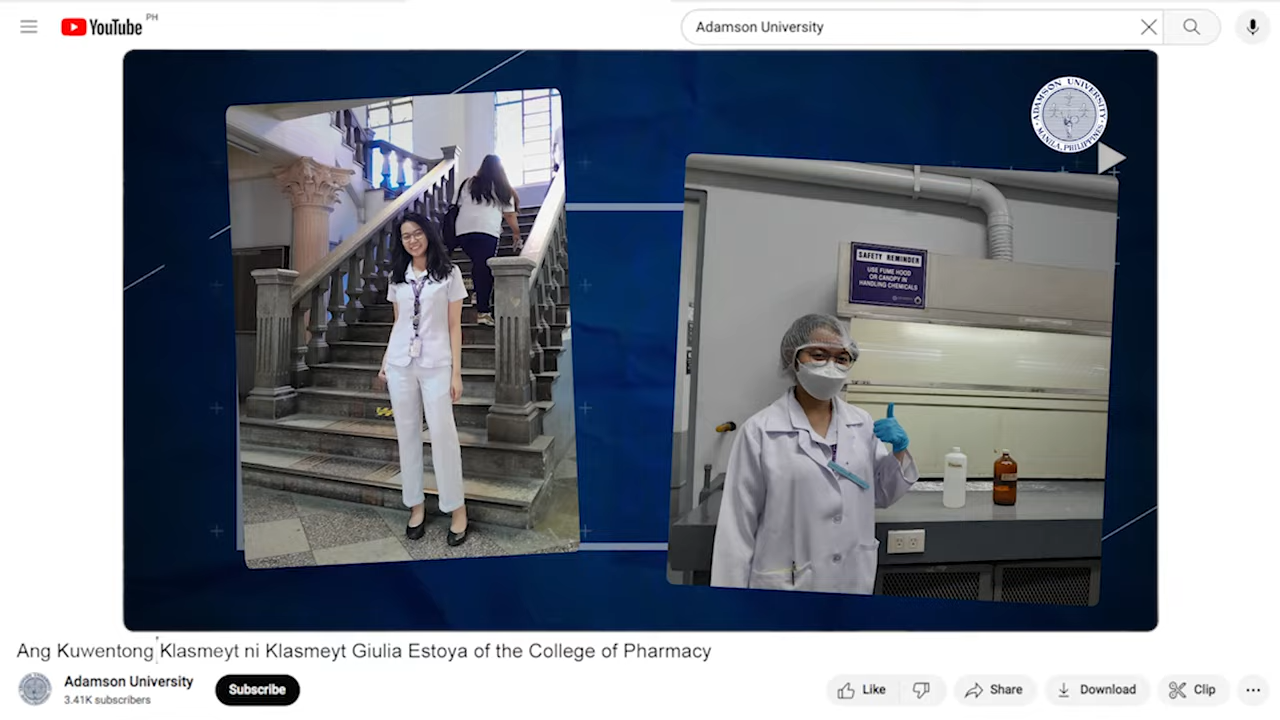 YouTube PH
Adamson University
ADAMSON UNIVERSITY
MANILA, PHILIPPINES
SAFETY REMINDER
USE FUME HOOD
OR CANOPY IN
HANDLING CHEMICALS
Ang Kuwentong Klasmeyt ni Klasmeyt Giulia Estoya of the College of Pharmacy
Adamson University
3.41K subscribers
Subscribe
Like
Share
Download
Clip